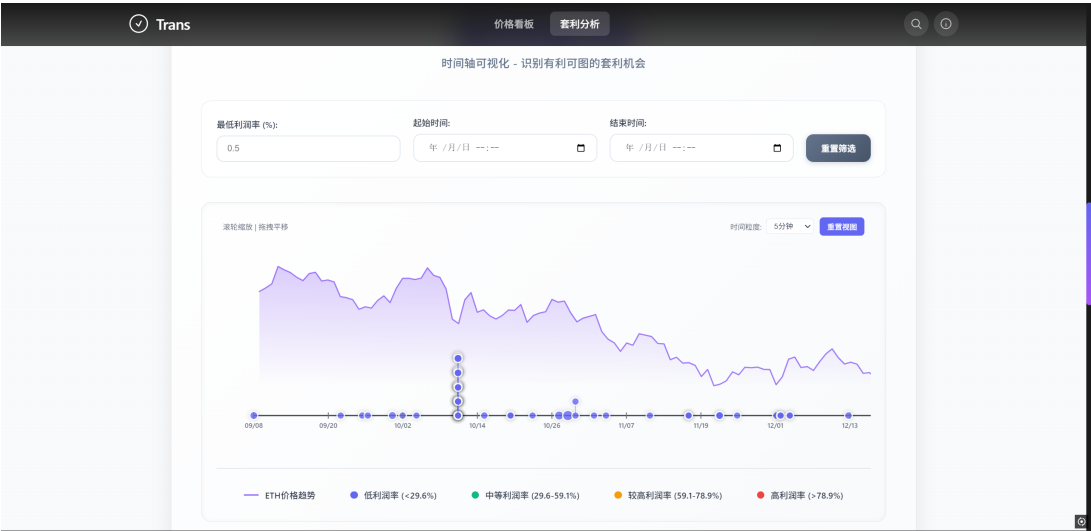 Trans
价格看板
套利分析
时间轴可视化 - 识别有利可图的套利机会
最低利润率 (%):
起始时间:
结束时间:
0.5
年 /月/日 --:--
年 /月/日 --:--
重置筛选
滚轮缩放 | 拖拽平移
时间粒度:
5分钟
重置视图
09/08
09/20
10/02
10/14
10/26
11/07
11/19
12/01
12/13
ETH价格趋势
低利润率 (<29.6%)
中等利润率 (29.6-59.1%)
较高利润率 (59.1-78.9%)
高利润率 (>78.9%)